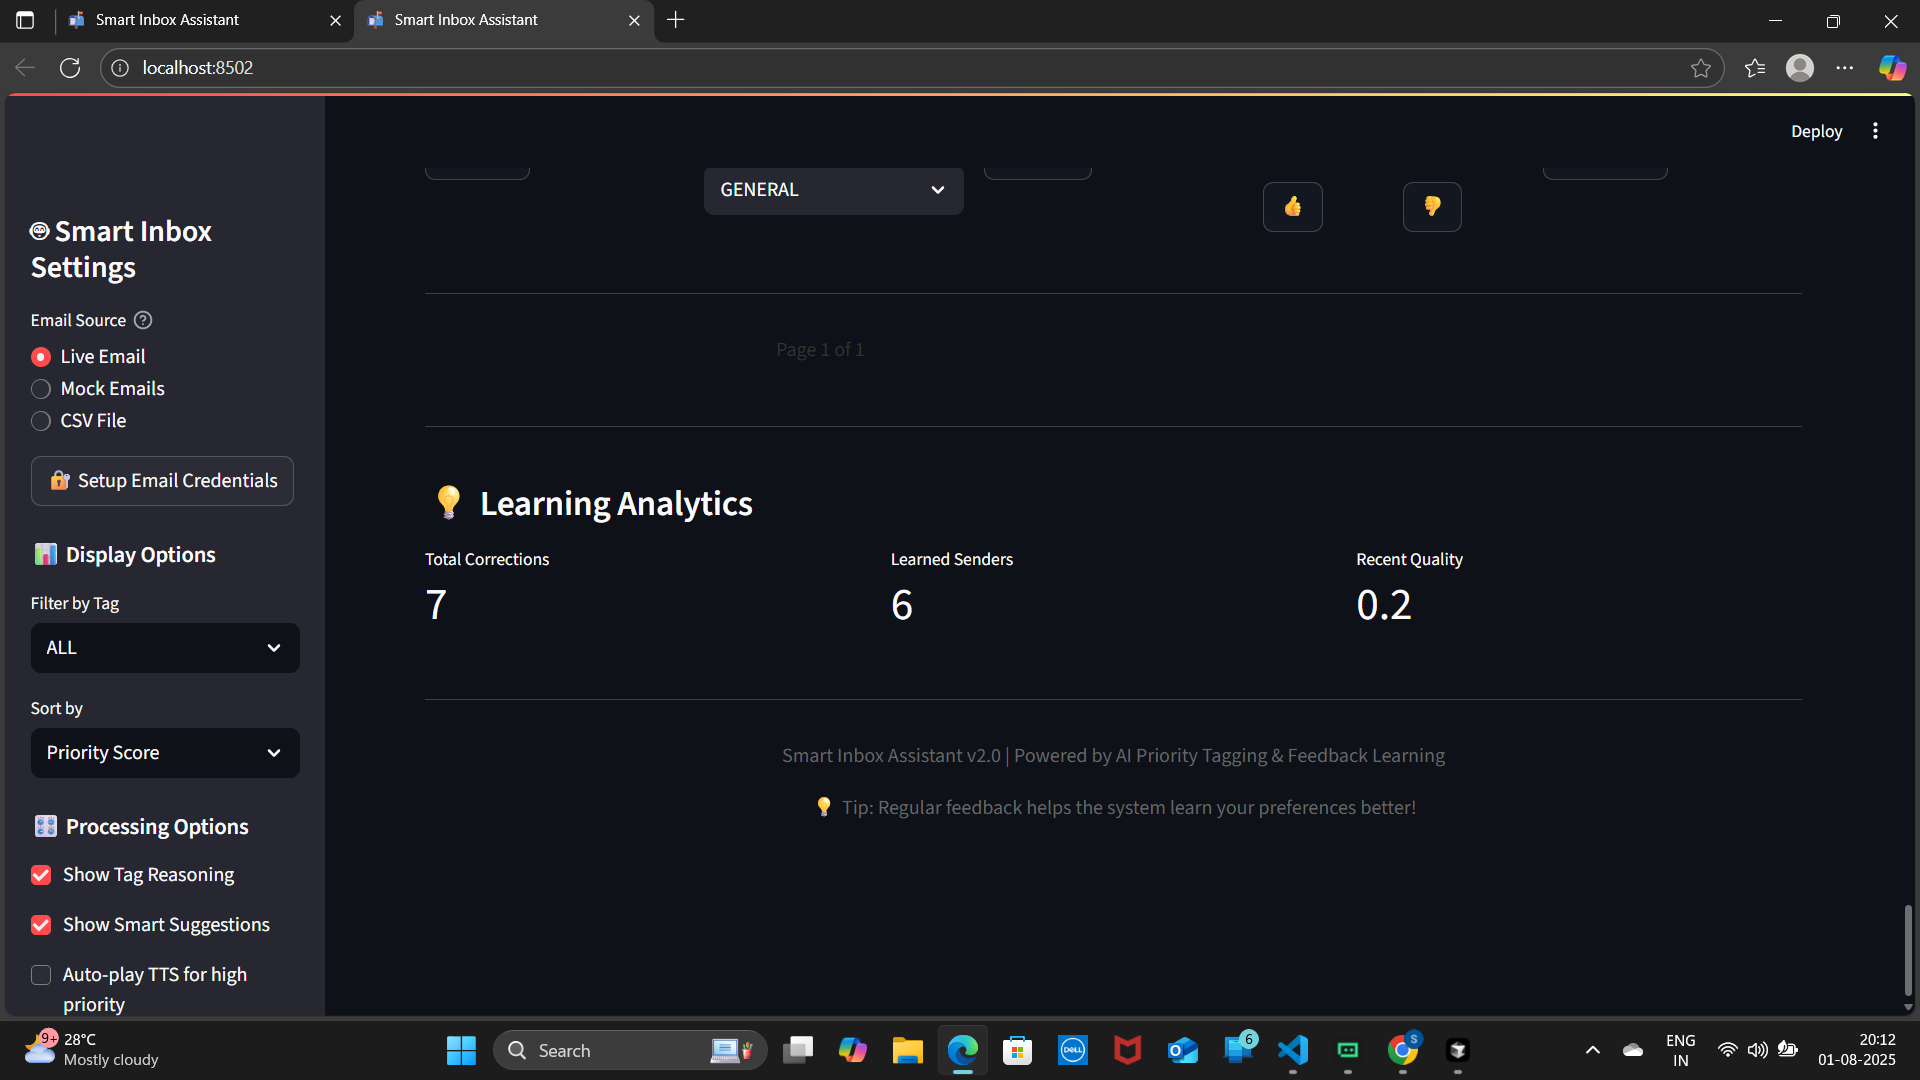 Smart Inbox Assistant
Smart Inbox Assistant
localhost:8502
Deploy
Smart Inbox
Settings
Email Source
Live Email
Mock Emails
CSV File
Setup Email Credentials
Display Options
Filter by Tag
ALL
Sort by
Priority Score
Processing Options
Show Tag Reasoning
Show Smart Suggestions
Auto-play TTS for high
priority
GENERAL
Page 1 of 1
Learning Analytics
Total Corrections
7
Learned Senders
6
Recent Quality
0.2
Smart Inbox Assistant v2.0 | Powered by AI Priority Tagging & Feedback Learning
Tip: Regular feedback helps the system learn your preferences better!
9+
28°C
Mostly cloudy
Search
DELL
6
S
ENG
IN
20:12
01-08-2025